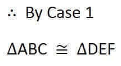 ∴ By Case 1
ΔABC ≅ ΔDEF